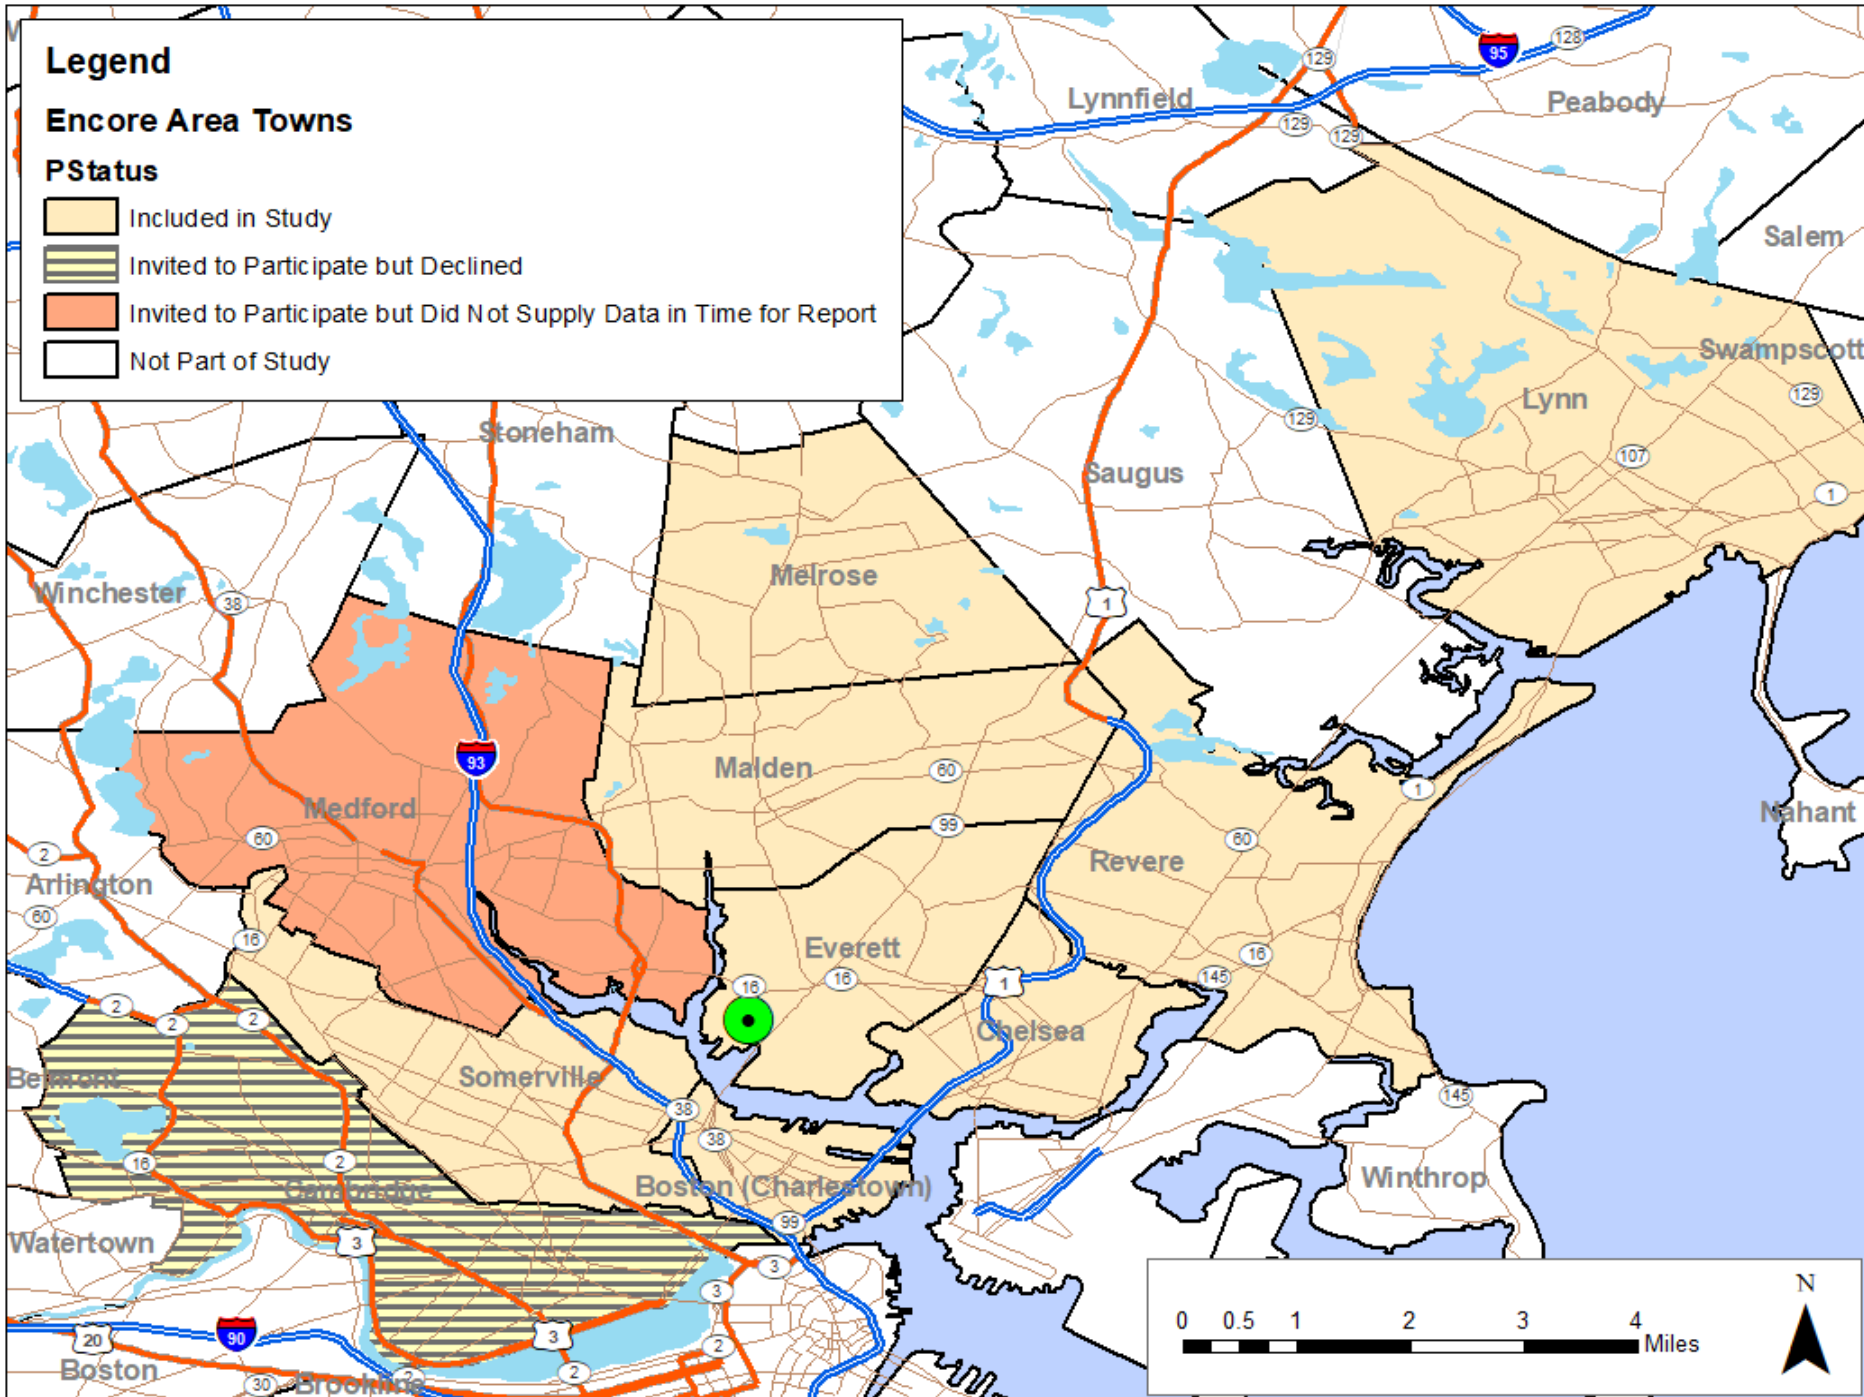 Legend
Encore Area Towns
PStatus
Included in Study
Invited to Participate but Declined
Invited to Participate but Did Not Supply Data in Time for Report
Not Part of Study
95
128
129
Lynnfield
Peabody
129
129
Salem
Swampscott
129
Lynn
129
107
Stoneham
Saugus
1
Melrose
Winchester
38
1
93
Malden
60
1
Medford
99
Nahant
60
60
2
Revere
Arlington
60
16
Everett
16
145
16
16
1
2
2
2
Chelsea
Belmont
Somerville
38
145
38
16
2
Cambridge
Boston (Charlestown)
Winthrop
99
Watertown
3
3
3
N
0 0.5 1 2 3 4
Miles
20
90
3
2
Boston
2
30
Brookline
2